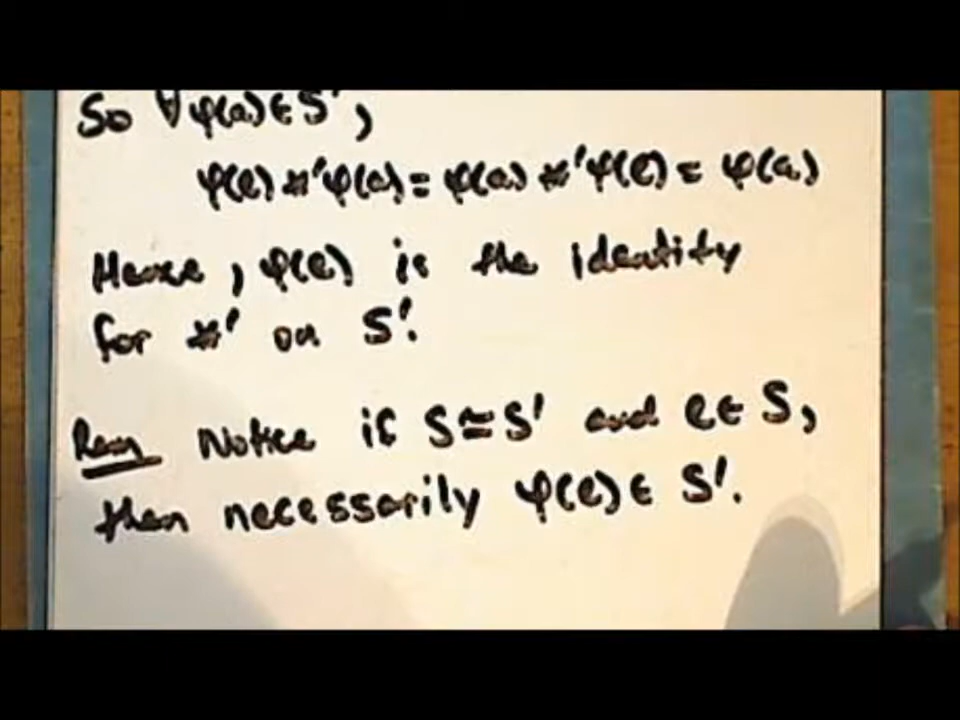 So ∀ φ(a) ∈ S',
φ(e) *' φ(a) = φ(a) *' φ(e) = φ(a)
Hence, φ(e) is the identity
for *' on S'.
Rem Notice if S ≅ S' and e ∈ S,
then necessarily φ(e) ∈ S'.